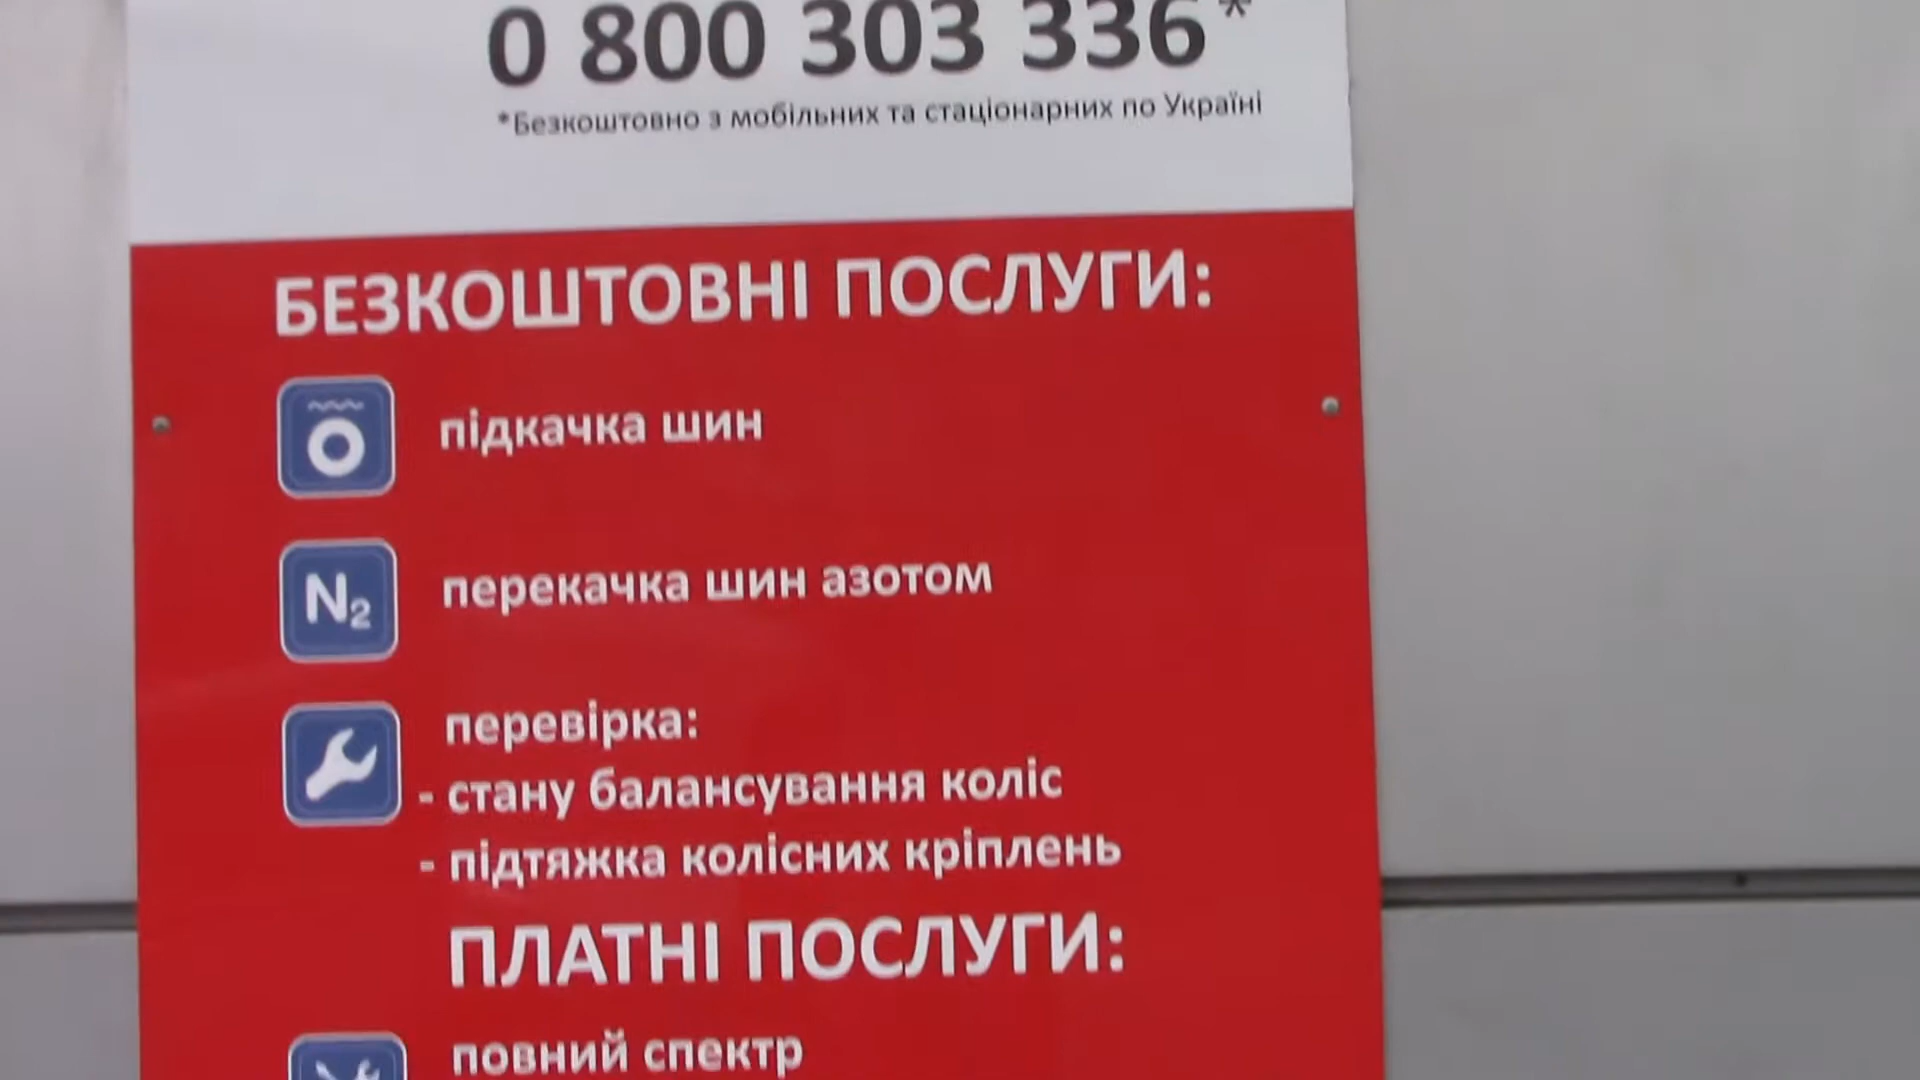 0 800 303 336*
*Безкоштовно з мобільних та стаціонарних по Україні
БЕЗКОШТОВНІ ПОСЛУГИ:
підкачка шин
N₂ перекачка шин азотом
перевірка:
- стану балансування коліс
- підтяжка колісних кріплень
ПЛАТНІ ПОСЛУГИ:
повний спектр